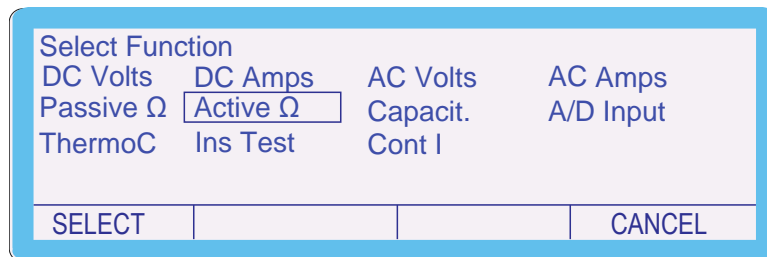 Select Function
DC Volts DC Amps AC Volts AC Amps
Passive Ω Active Ω Capacit. A/D Input
ThermoC Ins Test Cont I
SELECT CANCEL